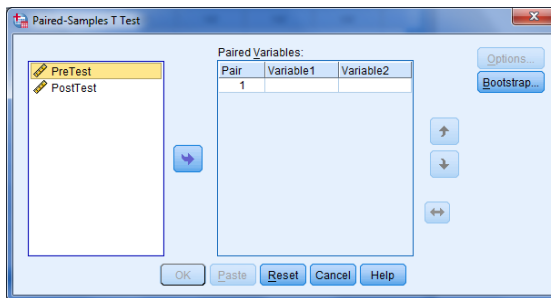 Paired-Samples T Test
Paired Variables:
PreTest
PostTest
Pair Variable1 Variable2
1
Options...
Bootstrap...
OK Paste Reset Cancel Help